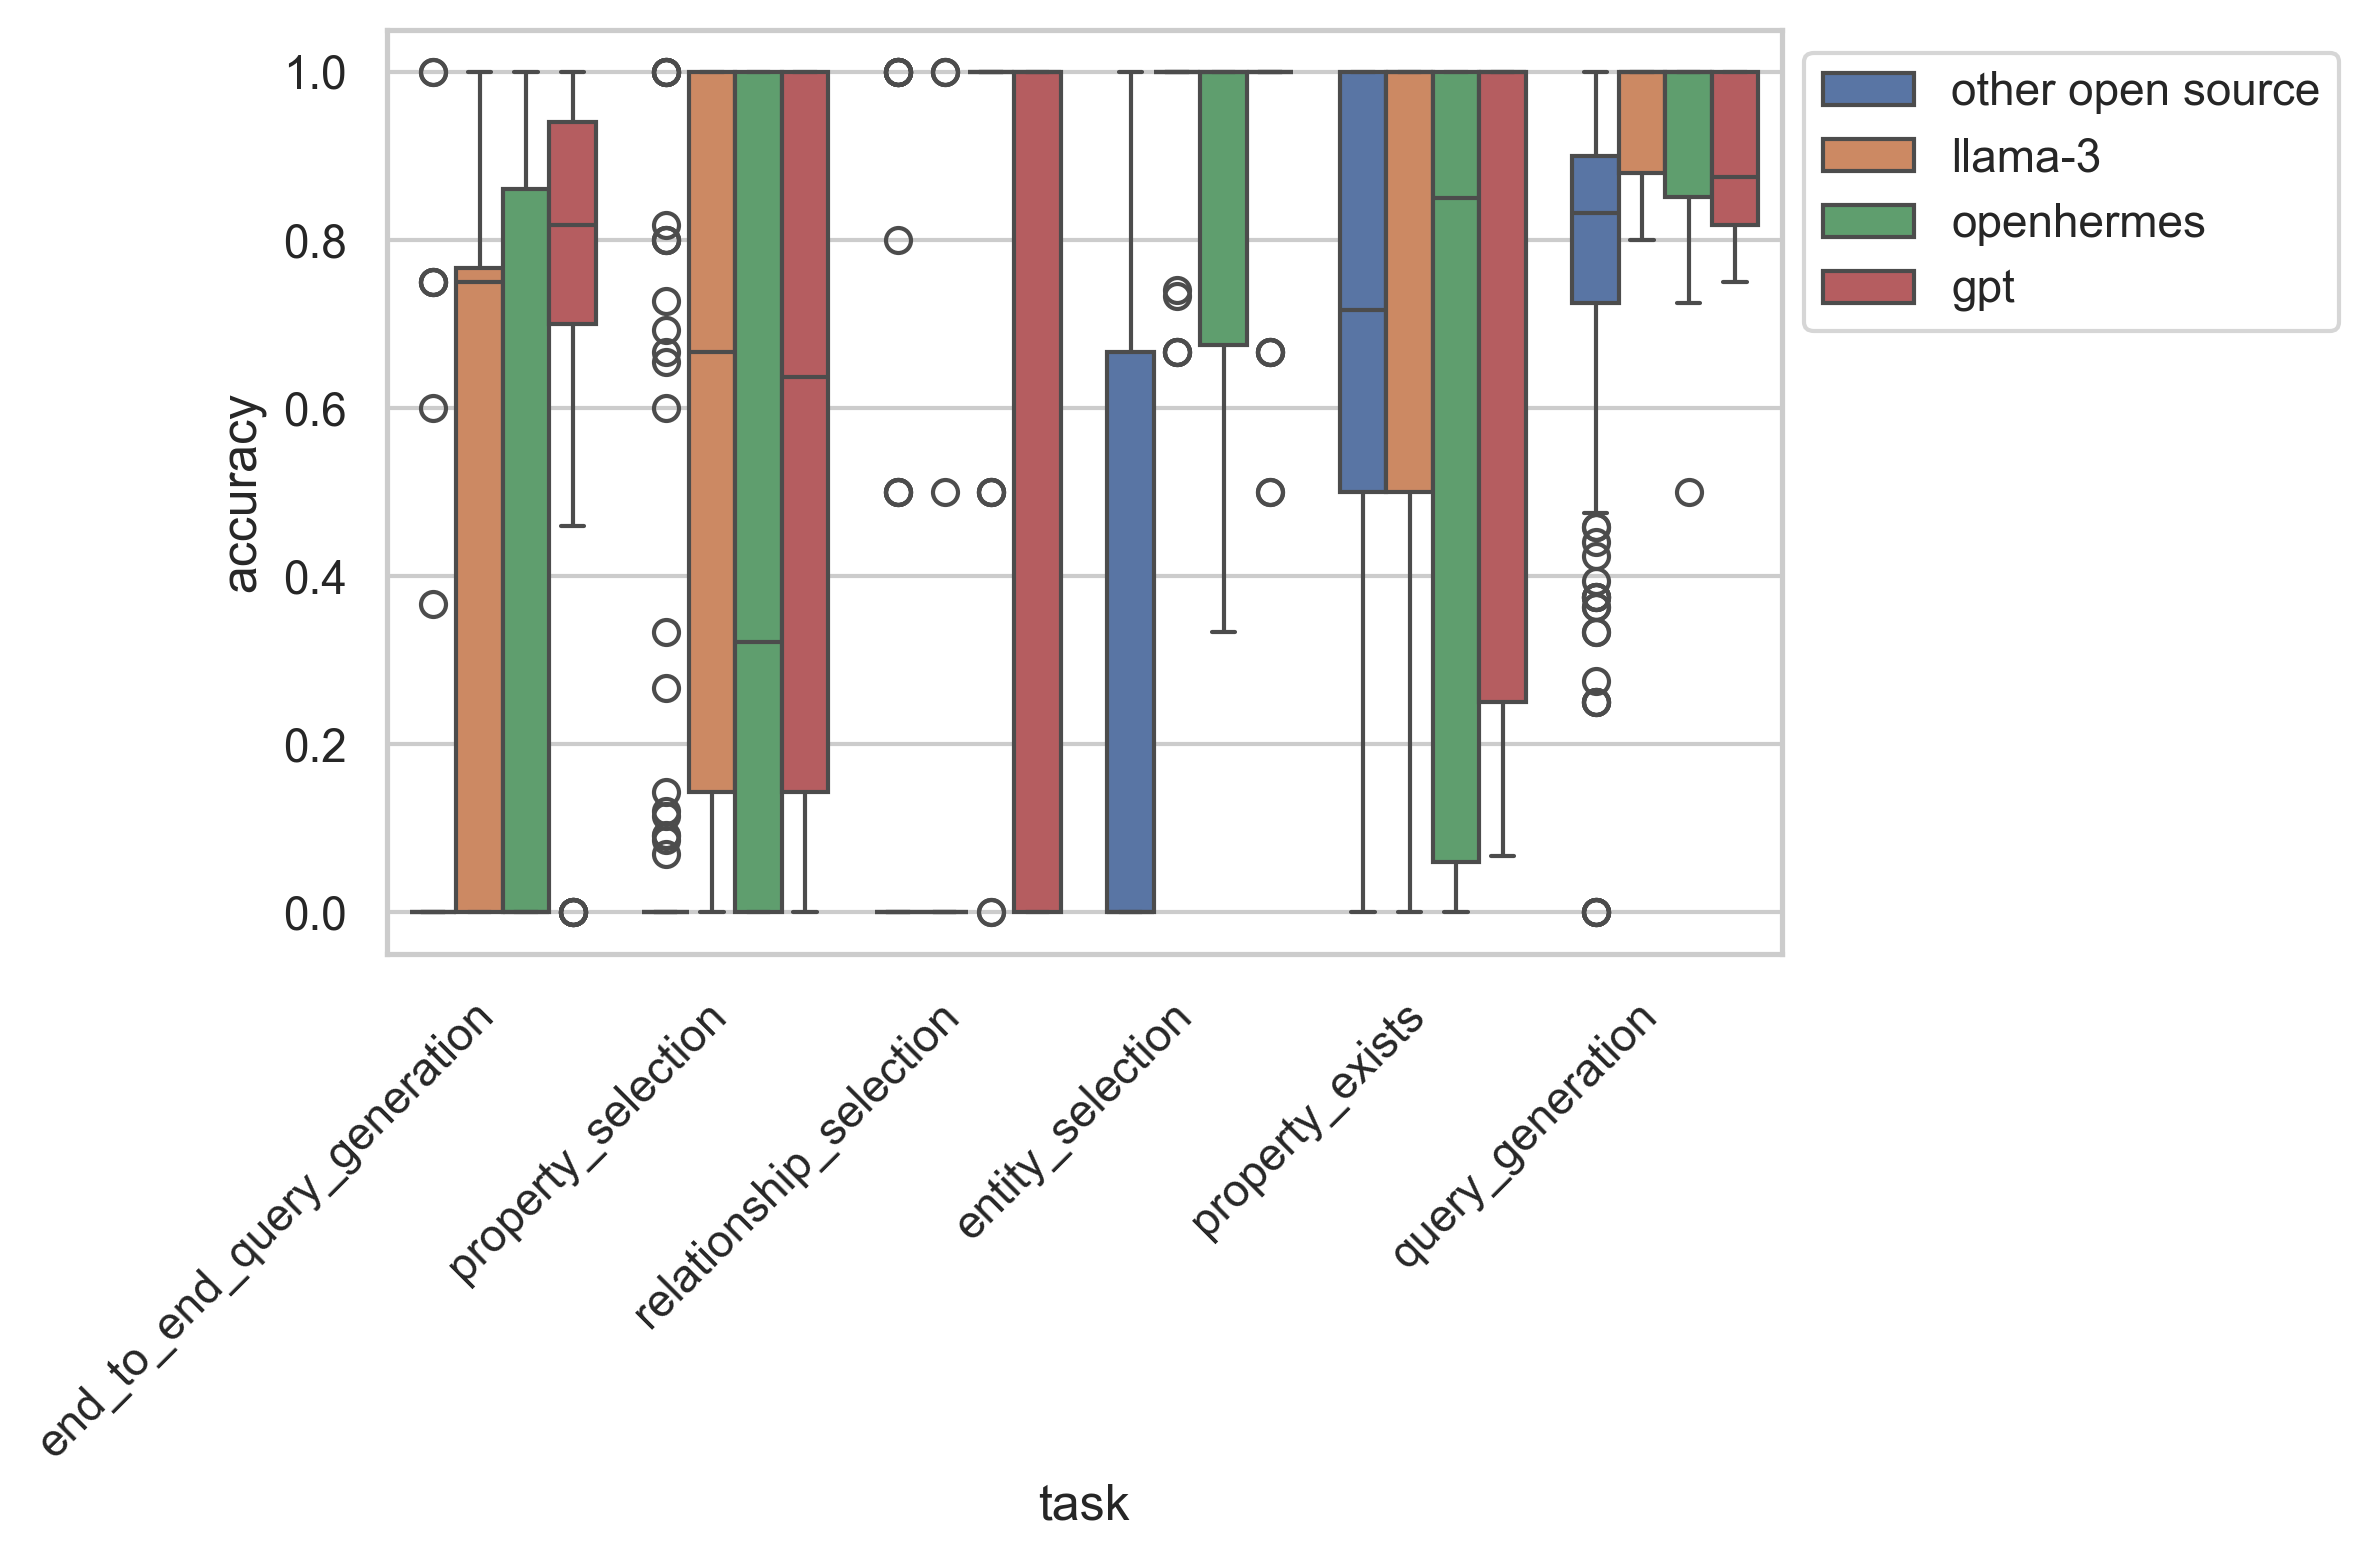 1.0
0.8
0.6
0.4
0.2
0.0
accuracy
other open source
llama-3
openhermes
gpt
end_to_end_query_generation
property_selection
relationship_selection
entity_selection
property_exists
query_generation
task